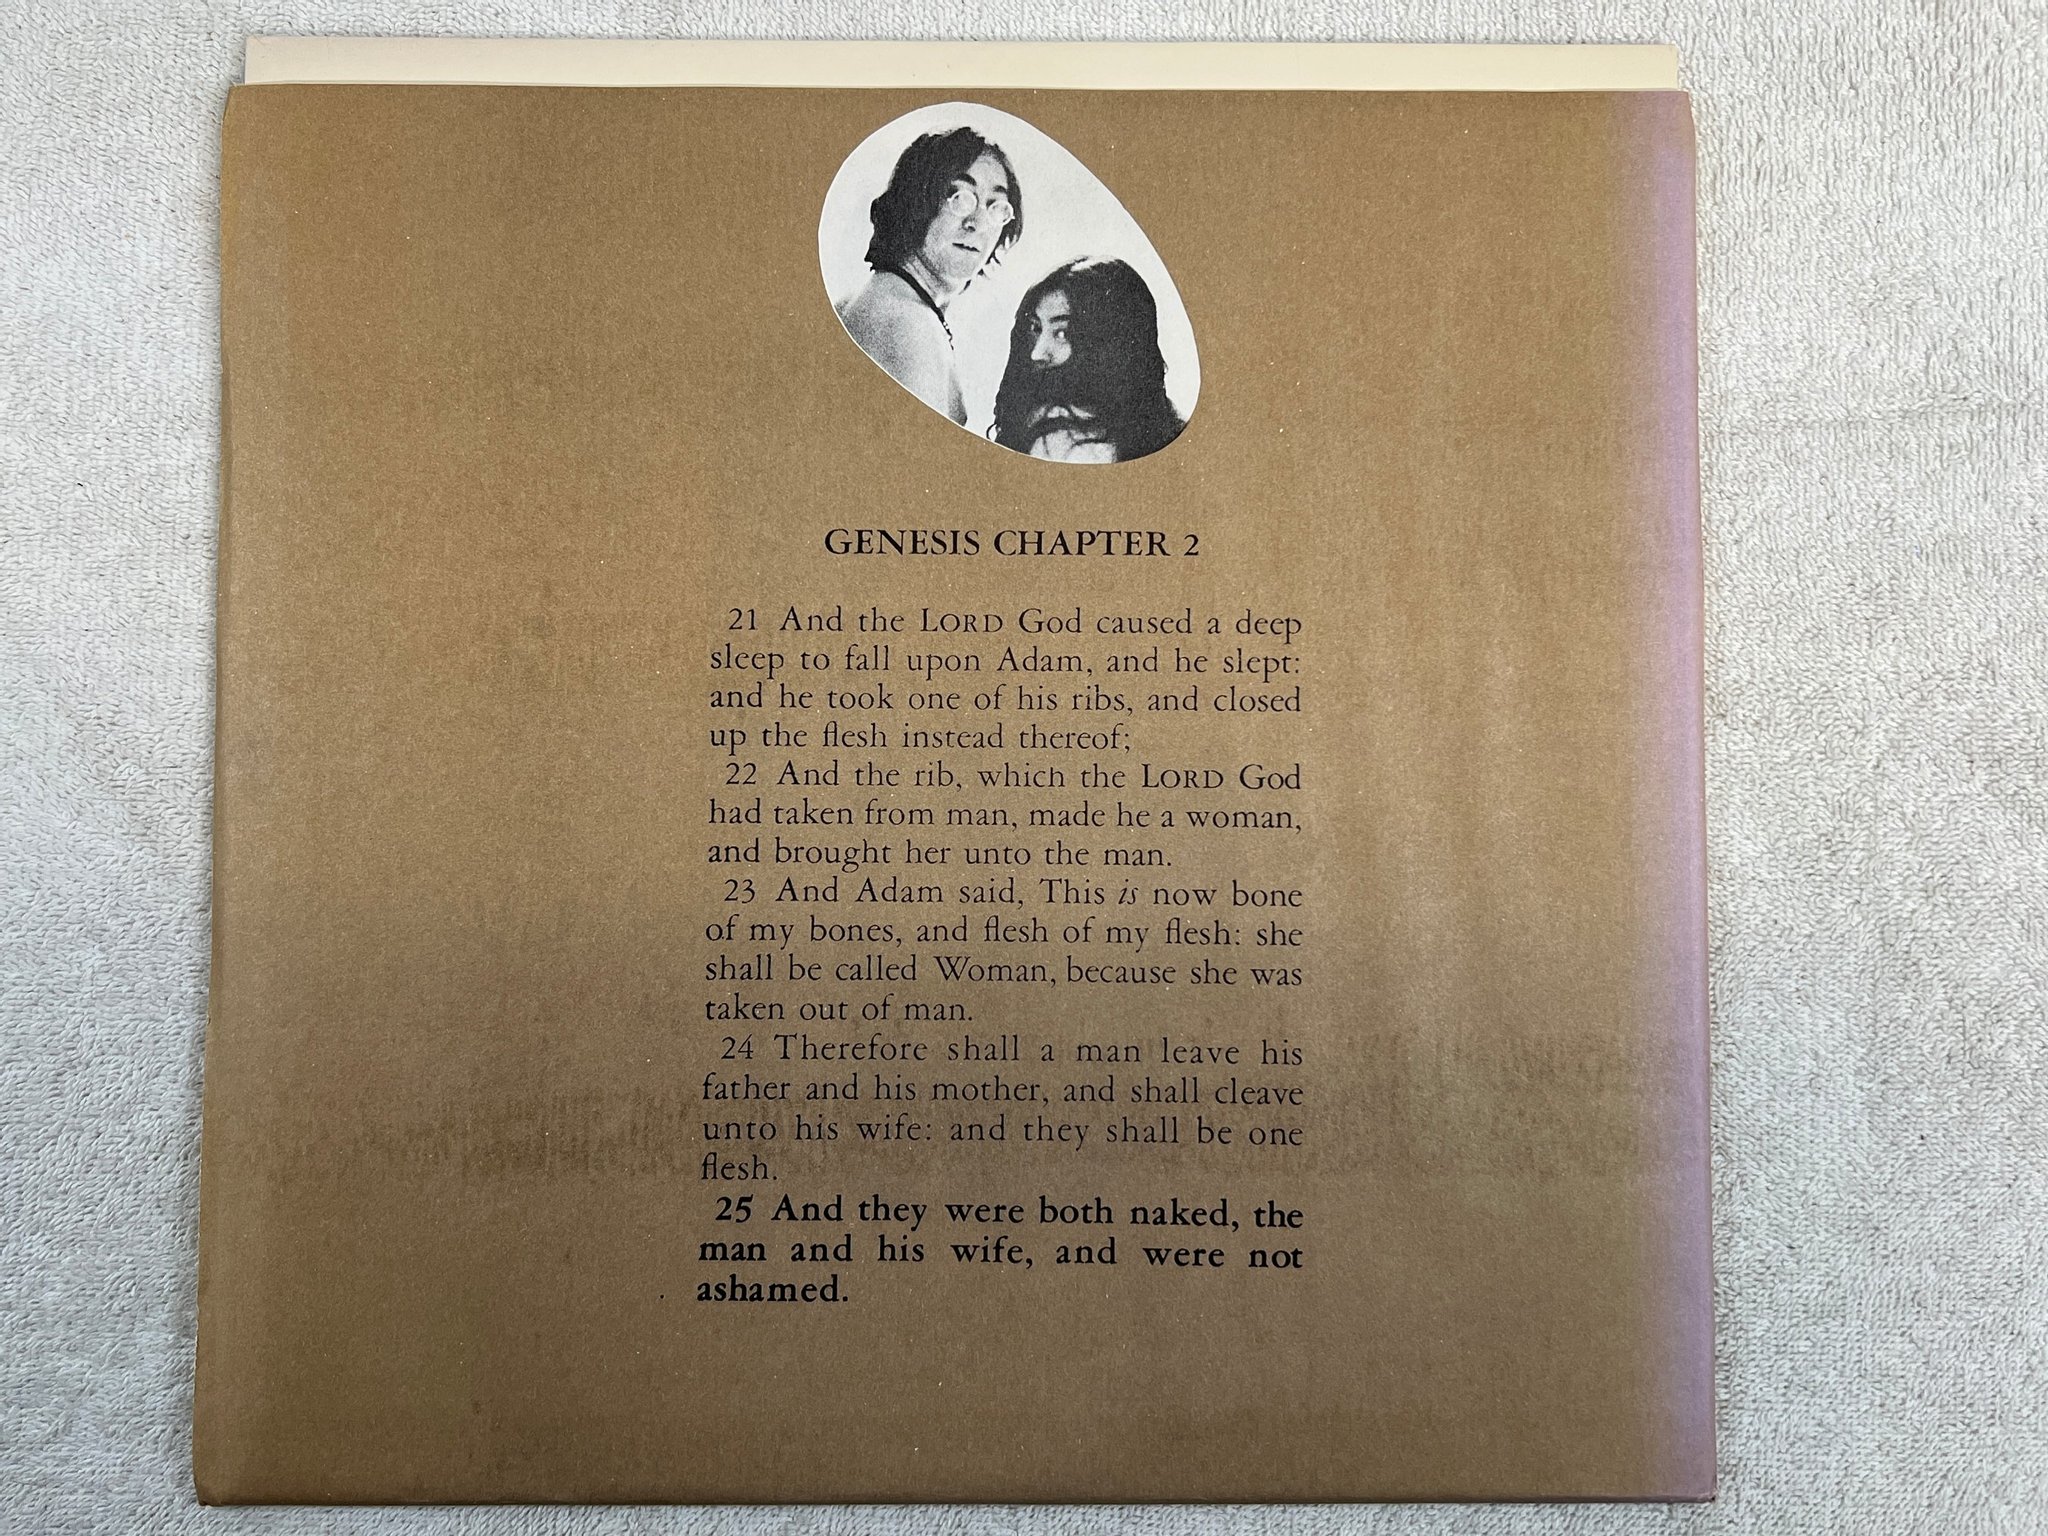 GENESIS CHAPTER 2
21 And the LORD God caused a deep
sleep to fall upon Adam, and he slept:
and he took one of his ribs, and closed
up the flesh instead thereof;
22 And the rib, which the LORD God
had taken from man, made he a woman,
and brought her unto the man.
23 And Adam said, This is now bone
of my bones, and flesh of my flesh: she
shall be called Woman, because she was
taken out of man.
24 Therefore shall a man leave his
father and his mother, and shall cleave
unto his wife: and they shall be one
flesh.
25 And they were both naked, the
man and his wife, and were not
ashamed.